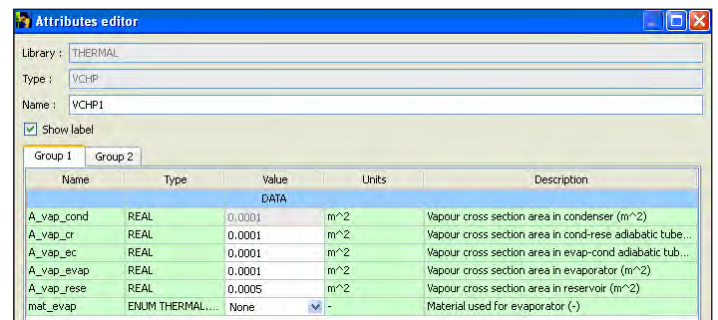 Attributes editor
Library : THERMAL
Type : VCHP
Name : VCHP1
Show label
Group 1 Group 2
Name Type Value Units Description
DATA
A_vap_cond REAL 0.0001 m^2 Vapour cross section area in condenser (m^2)
A_vap_cr REAL 0.0001 m^2 Vapour cross section area in cond-rese adiabatic tube...
A_vap_ec REAL 0.0001 m^2 Vapour cross section area in evap-cond adiabatic tub...
A_vap_evap REAL 0.0001 m^2 Vapour cross section area in evaporator (m^2)
A_vap_rese REAL 0.0005 m^2 Vapour cross section area in reservoir (m^2)
mat_evap ENUM THERMAL.... None - Material used for evaporator (-)